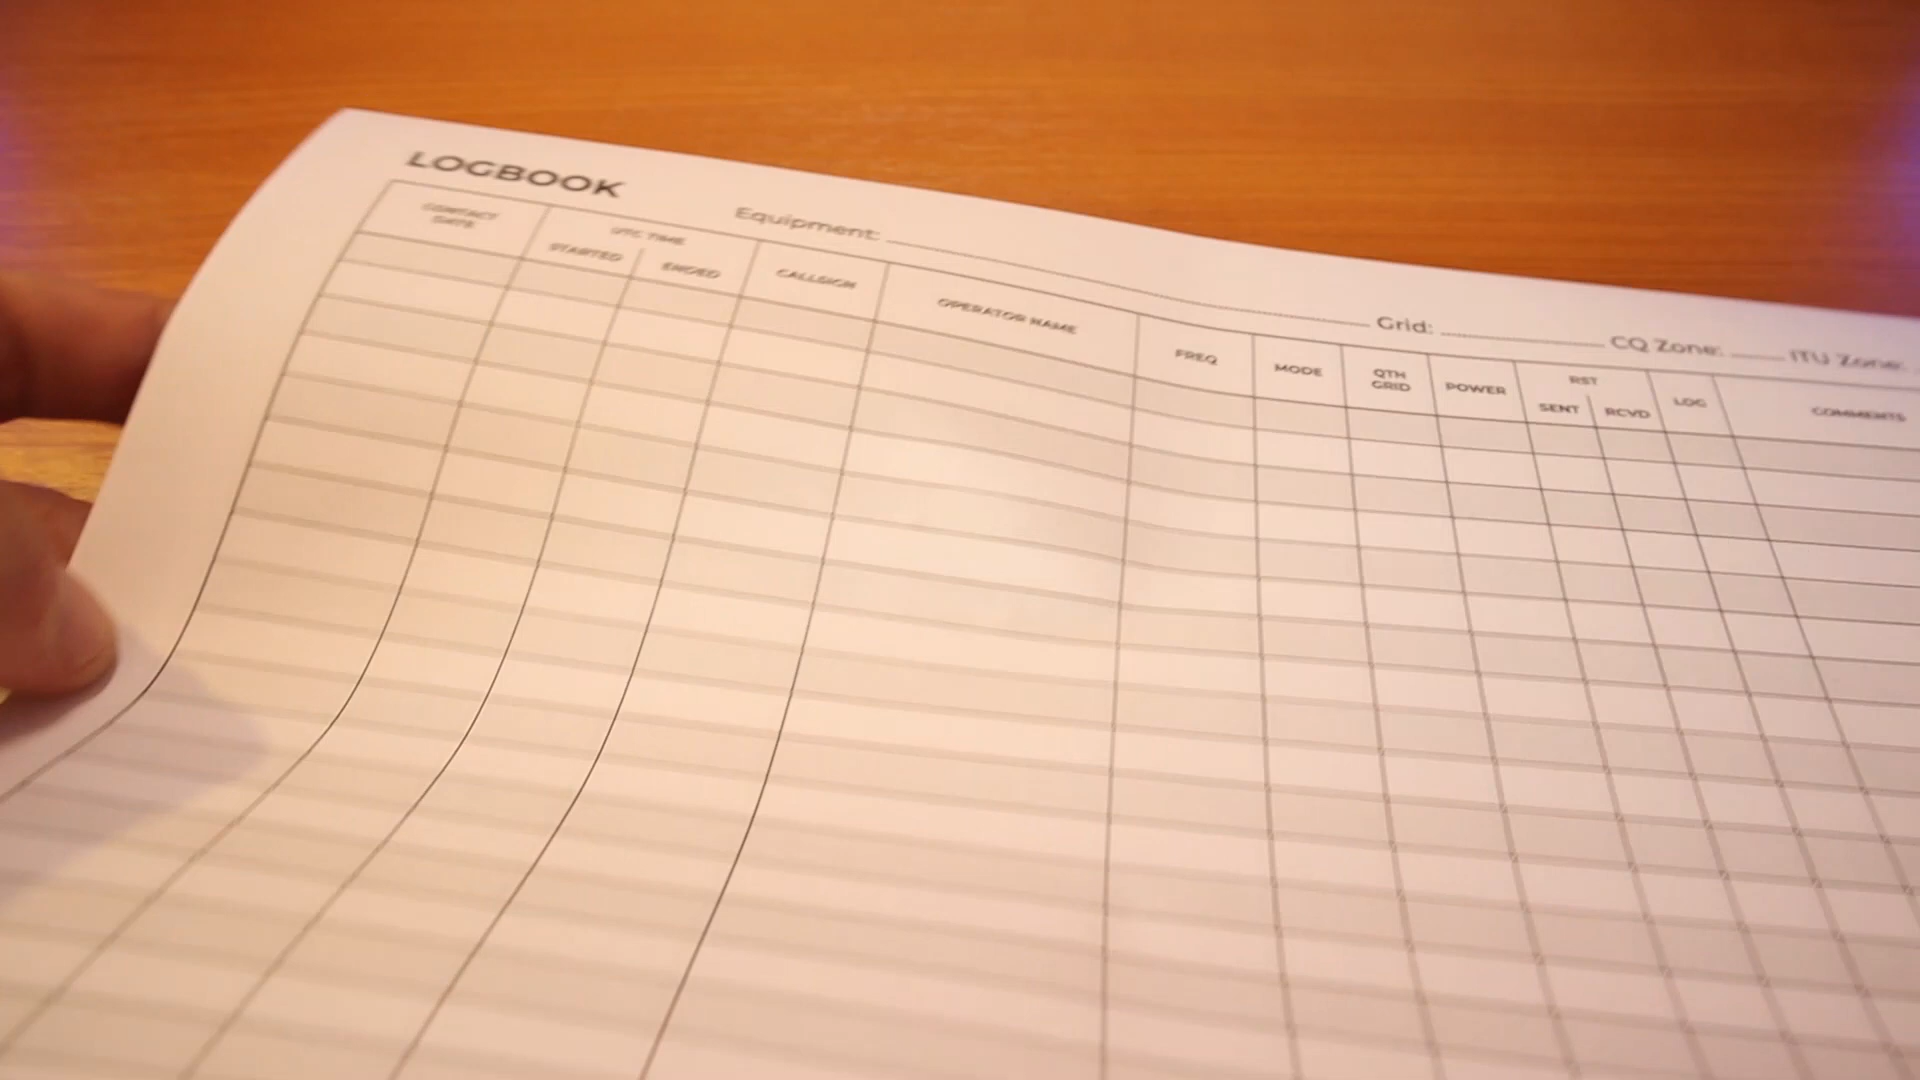 LOGBOOK
Equipment: Grid: CQ Zone: ITU Zone:
CONTACT DATE
UTC TIME
STARTED ENDED
CALLSIGN
OPERATOR NAME
FREQ
MODE
QTH GRID
POWER
RST
SENT RCVD
LOG
COMMENTS